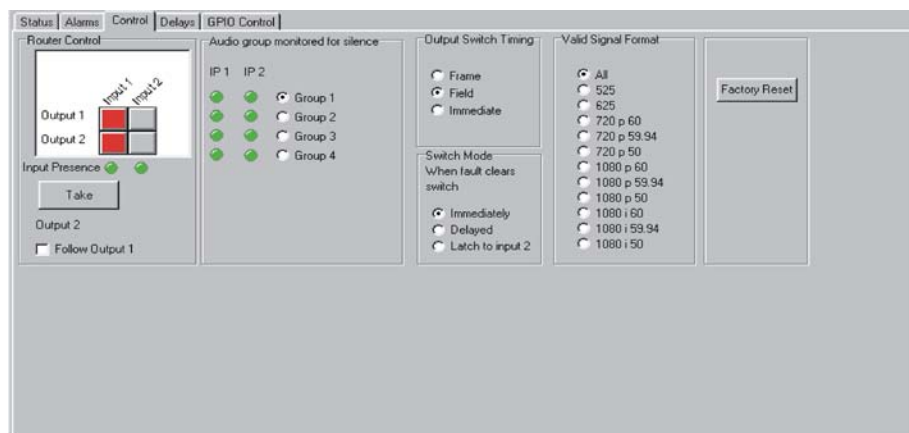 Status Alarms Control Delays GPIO Control
Router Control
Input 1 Input 2
Output 1
Output 2
Input Presence
Take
Output 2
Follow Output 1
Audio group monitored for silence
IP 1 IP 2
Group 1
Group 2
Group 3
Group 4
Output Switch Timing
Frame
Field
Immediate
Switch Mode
When fault clears
switch
Immediately
Delayed
Latch to input 2
Valid Signal Format
All
525
625
720 p 60
720 p 59.94
720 p 50
1080 p 60
1080 p 59.94
1080 p 50
1080 i 60
1080 i 59.94
1080 i 50
Factory Reset